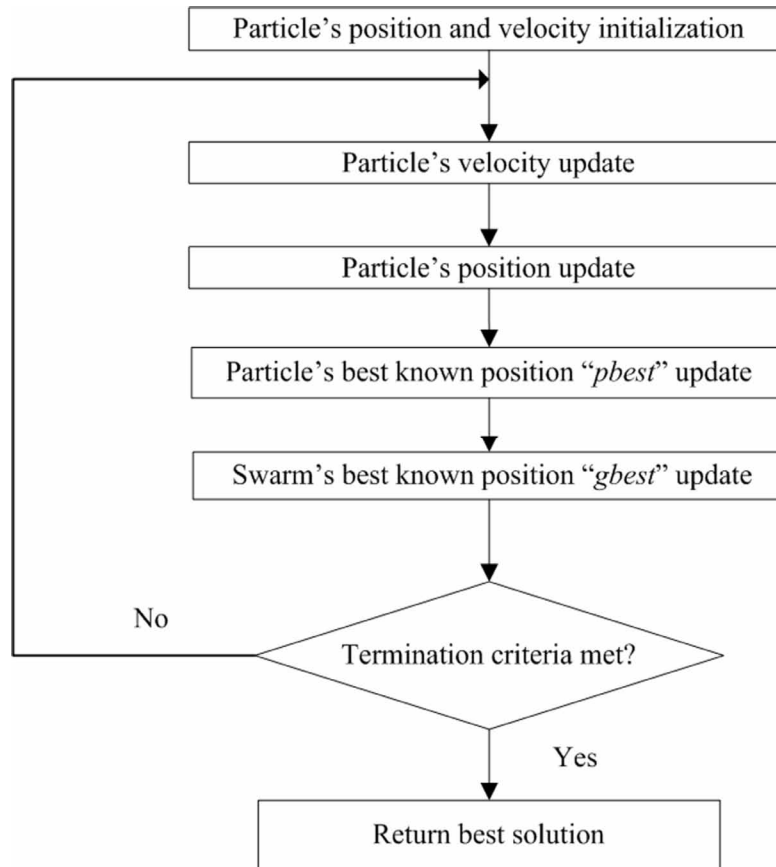 Particle’s position and velocity initialization
Particle’s velocity update
Particle’s position update
Particle’s best known position “pbest” update
Swarm’s best known position “gbest” update
No
Termination criteria met?
Yes
Return best solution